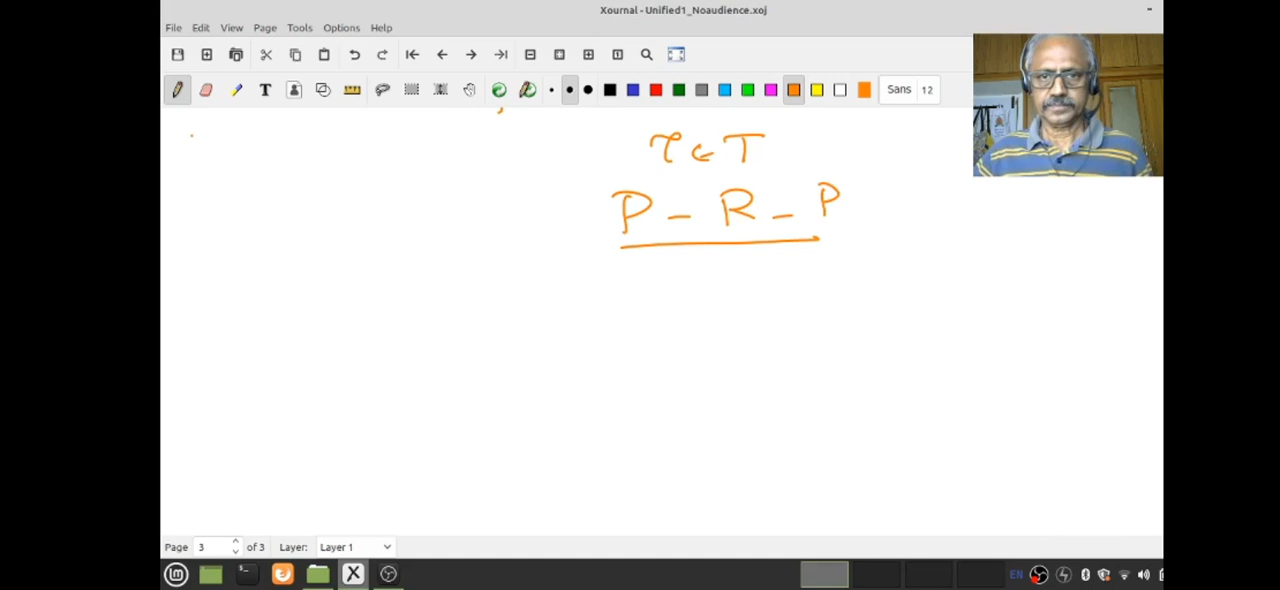 Xournal - Unified1_Noaudience.xoj
File Edit View Page Tools Options Help
T Sans 12
τ ∈ T
P - R - P
Page 3 of 3 Layer: Layer 1
EN